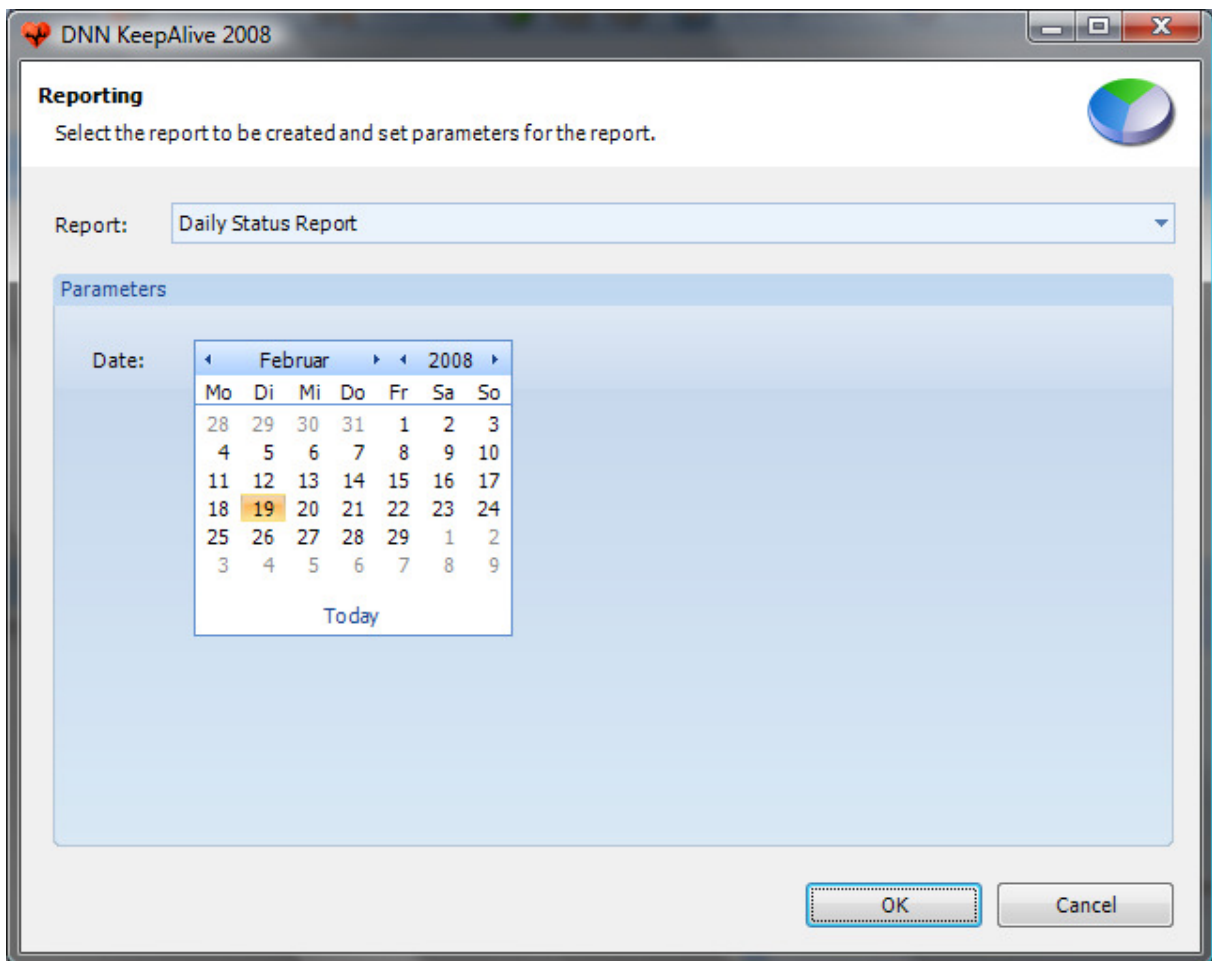 DNN KeepAlive 2008
Reporting
Select the report to be created and set parameters for the report.
Report: Daily Status Report
Parameters
Date: Februar 2008
Mo Di Mi Do Fr Sa So
28 29 30 31 1 2 3
4 5 6 7 8 9 10
11 12 13 14 15 16 17
18 19 20 21 22 23 24
25 26 27 28 29 1 2
3 4 5 6 7 8 9
Today
OK Cancel